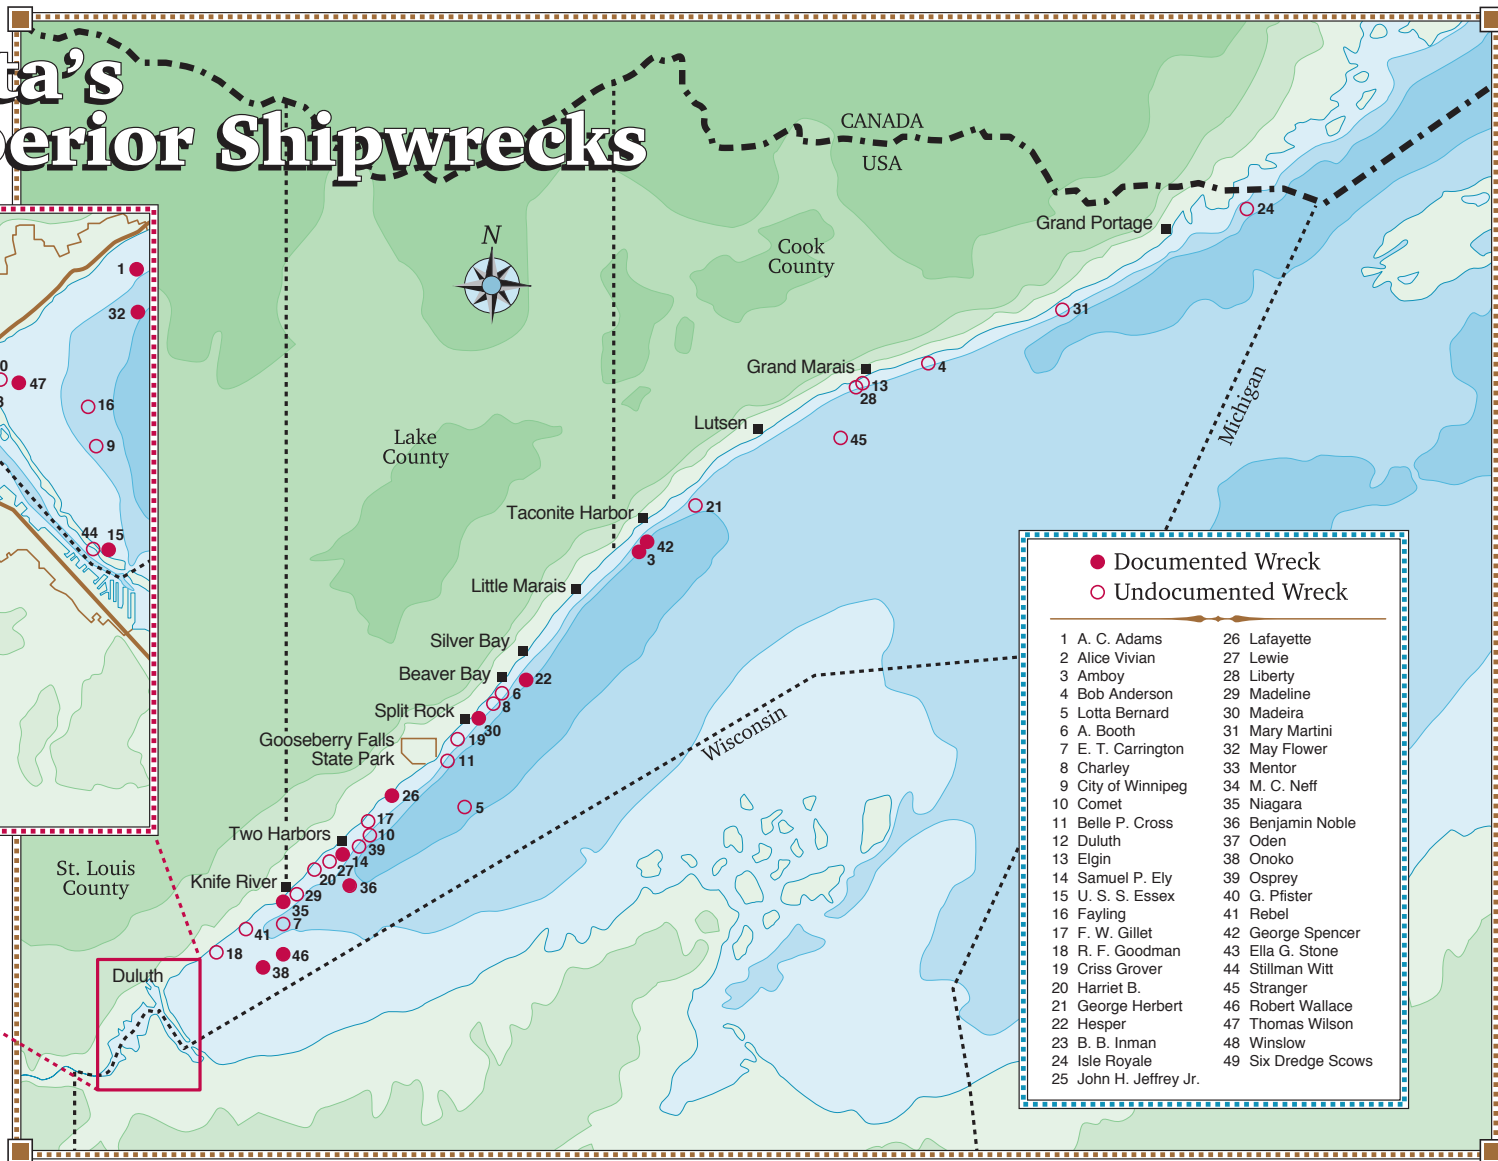 ta's
erior Shipwrecks
CANADA
USA
Grand Portage
24
N
Cook
County
1
32
31
Michigan
Grand Marais
4
13
28
47
16
9
Lutsen
45
Lake
County
Taconite Harbor
21
44
15
42
3
Little Marais
Silver Bay
Beaver Bay
22
6
8
Split Rock
30
Gooseberry Falls
State Park
19
11
Wisconsin
26
5
17
Two Harbors
10
39
14
27
20
36
St. Louis
County
Knife River
29
35
7
41
18
46
38
Duluth
Documented Wreck
Undocumented Wreck
1 A. C. Adams
2 Alice Vivian
3 Amboy
4 Bob Anderson
5 Lotta Bernard
6 A. Booth
7 E. T. Carrington
8 Charley
9 City of Winnipeg
10 Comet
11 Belle P. Cross
12 Duluth
13 Elgin
14 Samuel P. Ely
15 U. S. S. Essex
16 Fayling
17 F. W. Gillet
18 R. F. Goodman
19 Criss Grover
20 Harriet B.
21 George Herbert
22 Hesper
23 B. B. Inman
24 Isle Royale
25 John H. Jeffrey Jr.
26 Lafayette
27 Lewie
28 Liberty
29 Madeline
30 Madeira
31 Mary Martini
32 May Flower
33 Mentor
34 M. C. Neff
35 Niagara
36 Benjamin Noble
37 Oden
38 Onoko
39 Osprey
40 G. Pfister
41 Rebel
42 George Spencer
43 Ella G. Stone
44 Stillman Witt
45 Stranger
46 Robert Wallace
47 Thomas Wilson
48 Winslow
49 Six Dredge Scows